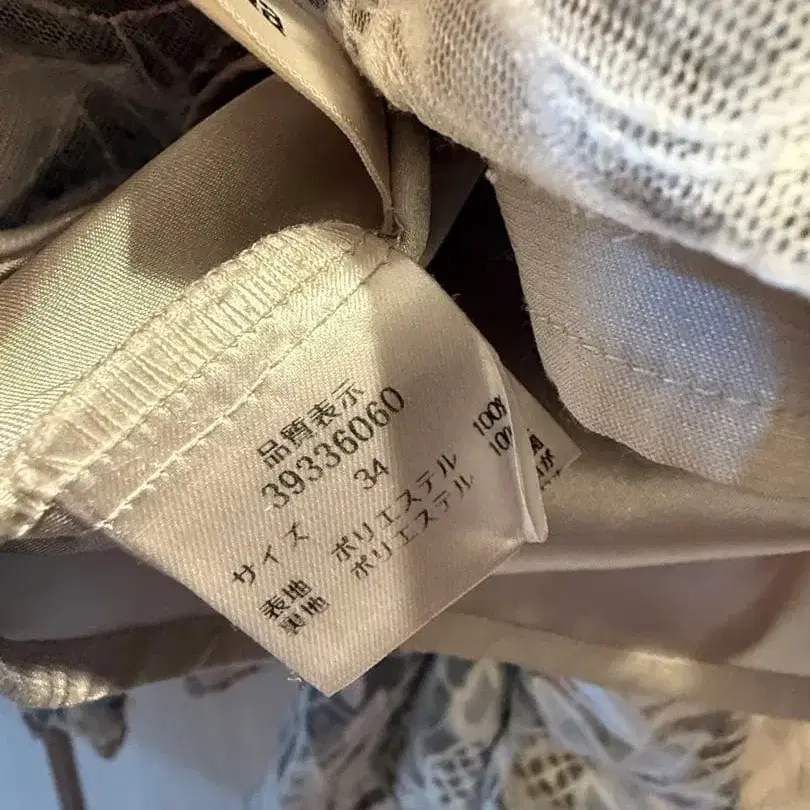 品質表示
39336060
サイズ 34
表地 ポリエステル 100%
裏地 ポリエステル 100